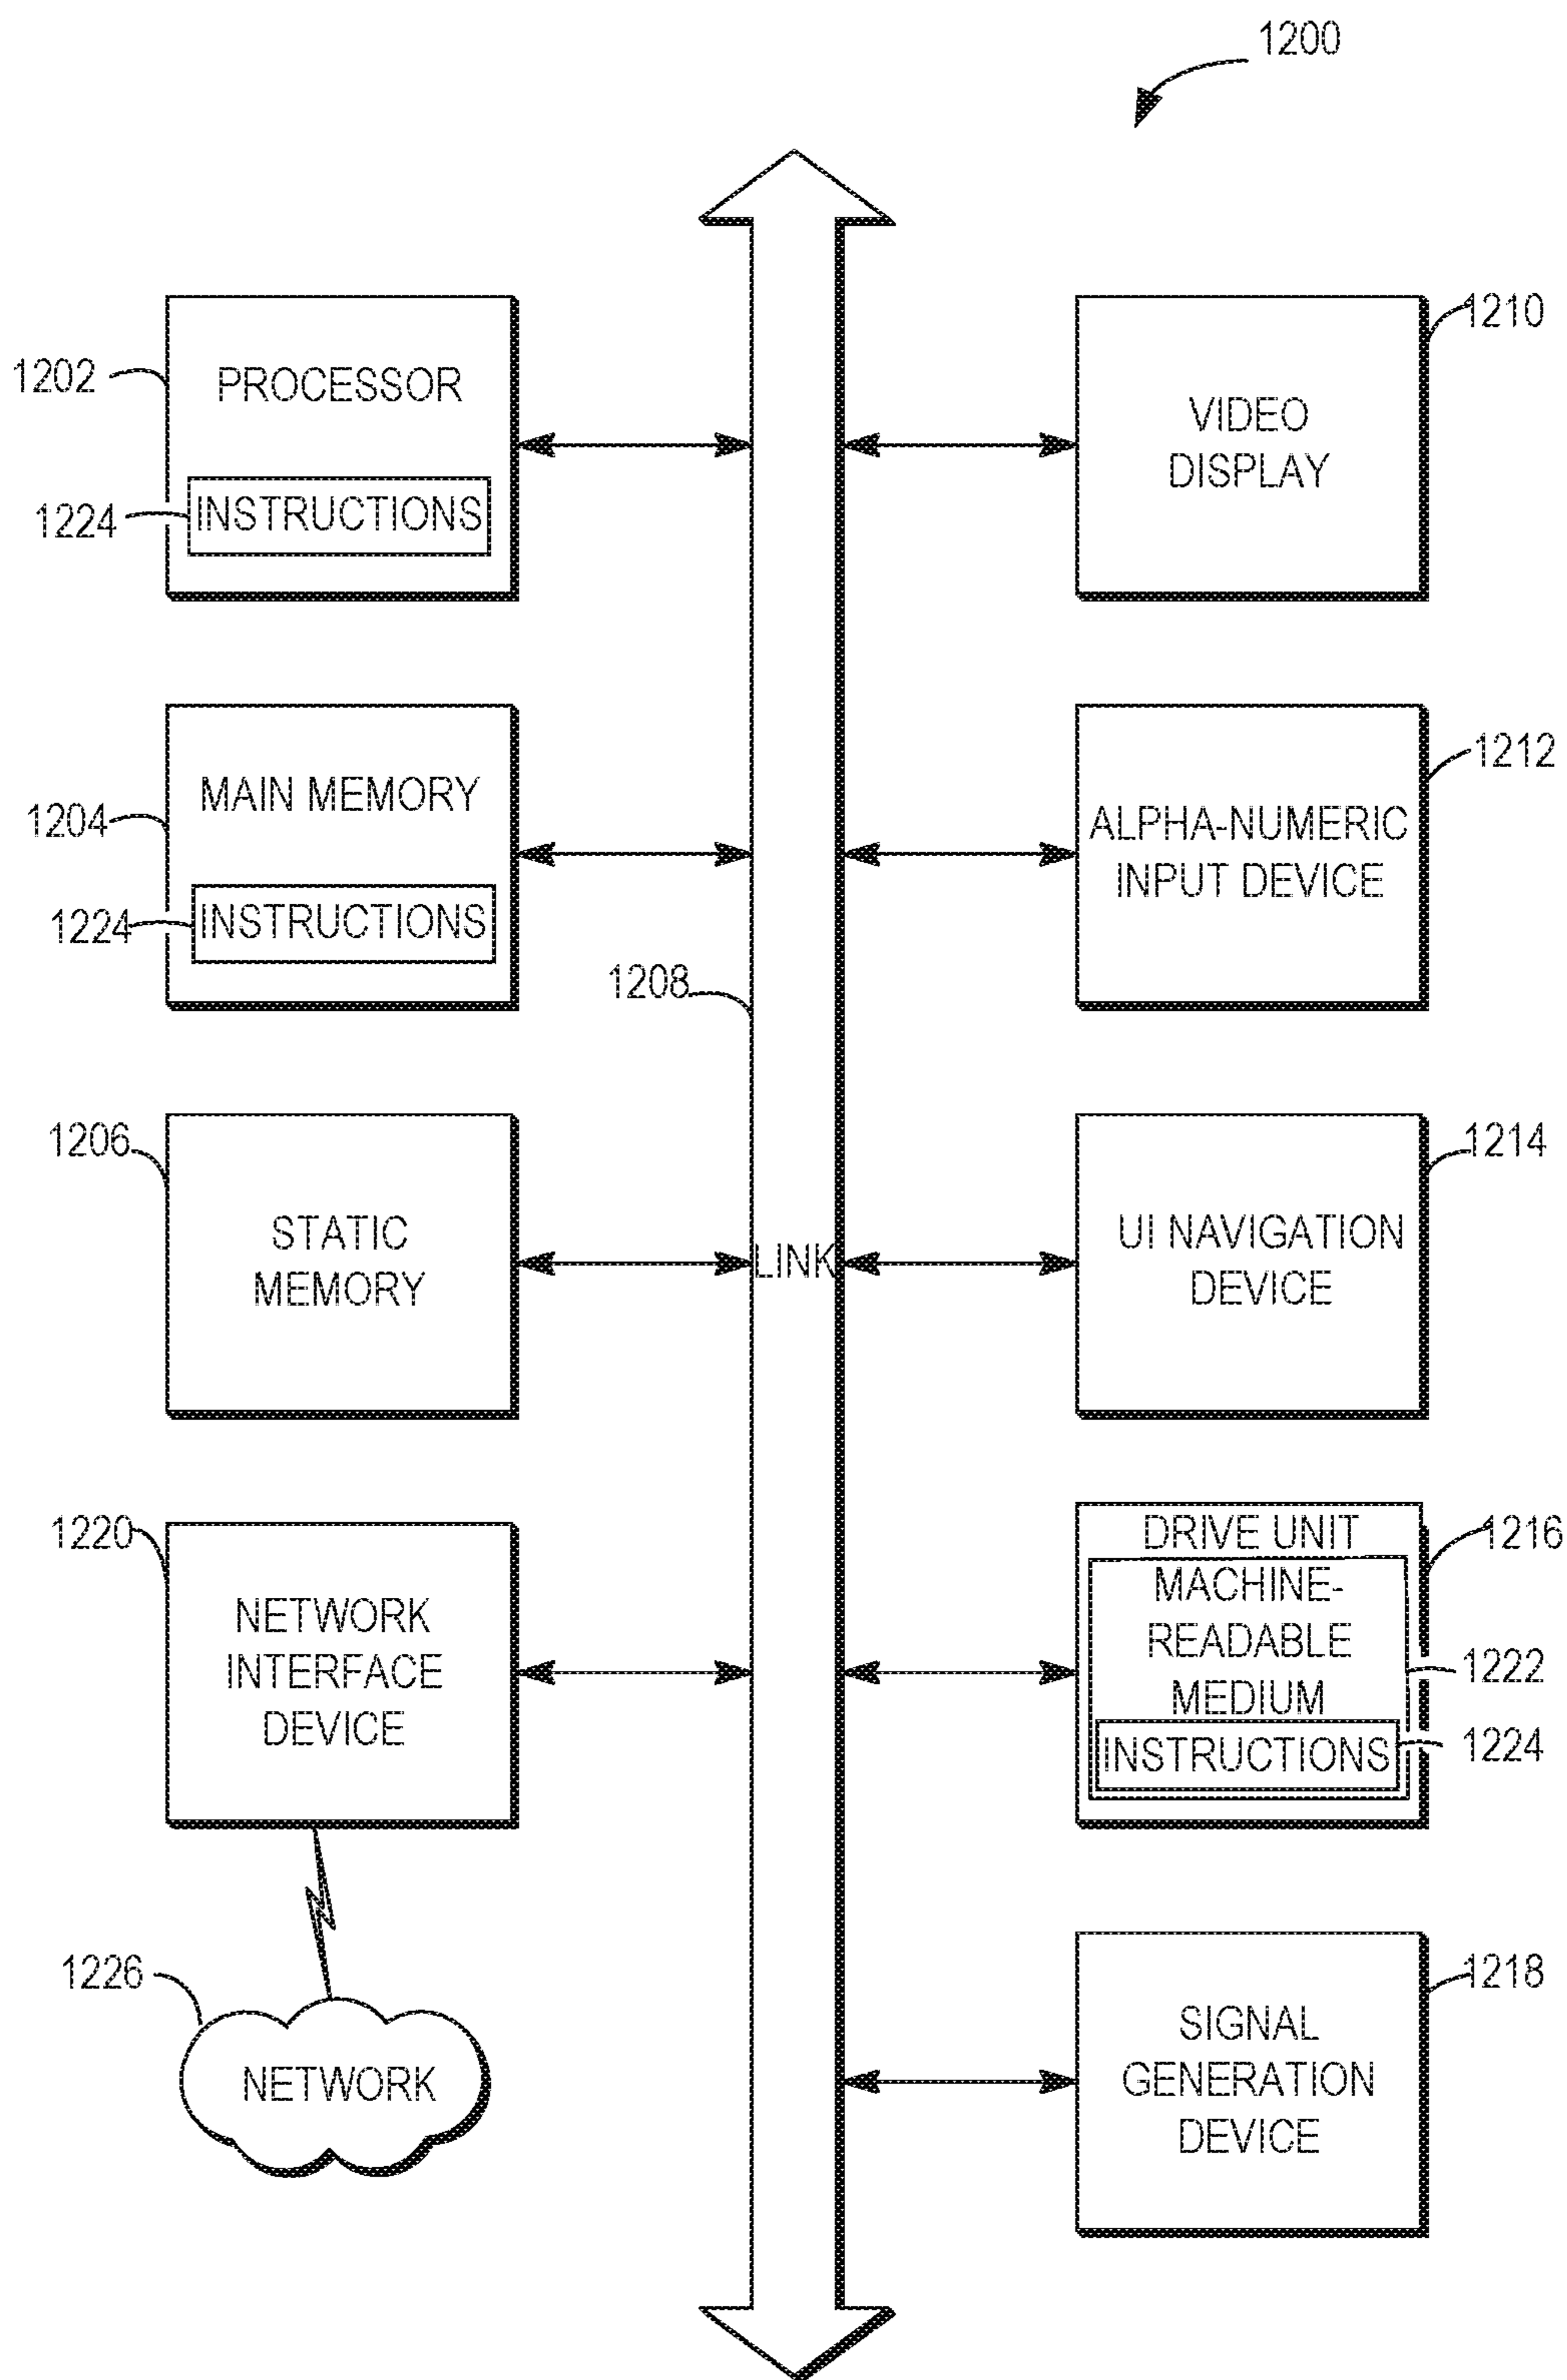 1200
1202
PROCESSOR
1224
INSTRUCTIONS
1204
MAIN MEMORY
1224
INSTRUCTIONS
1206
STATIC
MEMORY
1220
NETWORK
INTERFACE
DEVICE
1226
NETWORK
1208
LINK
1210
VIDEO
DISPLAY
1212
ALPHA-NUMERIC
INPUT DEVICE
1214
UI NAVIGATION
DEVICE
1216
DRIVE UNIT
MACHINE-
READABLE
MEDIUM
1222
INSTRUCTIONS
1224
1218
SIGNAL
GENERATION
DEVICE